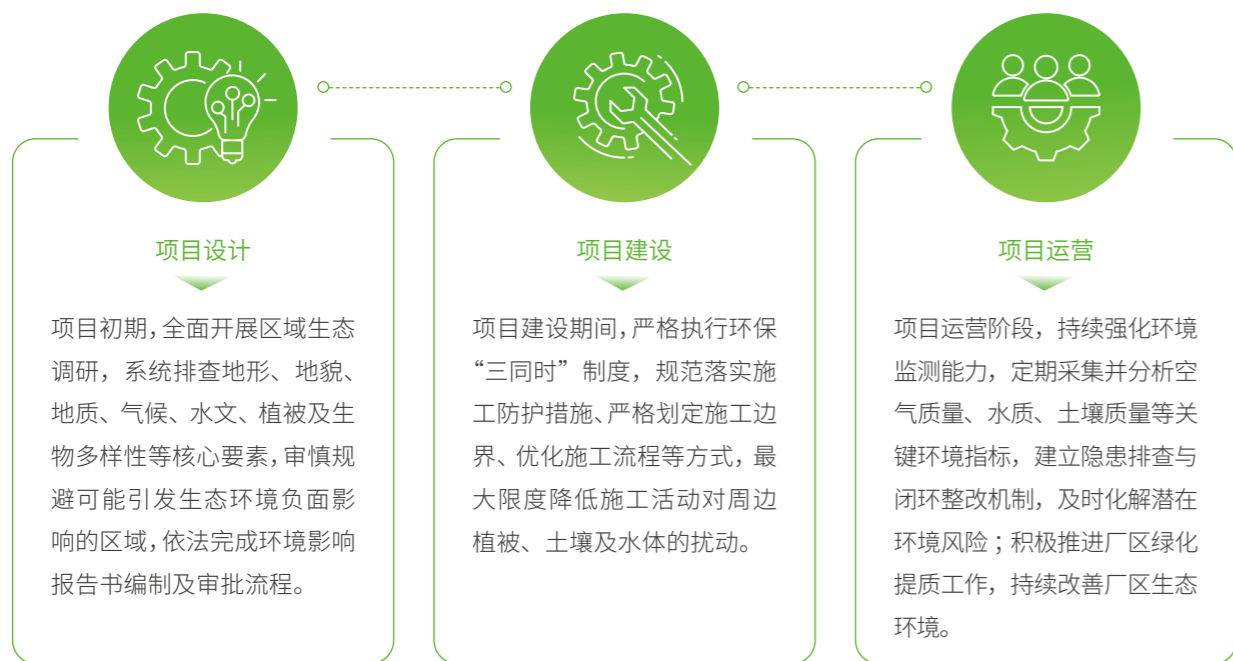 项目设计
项目初期，全面开展区域生态
调研，系统排查地形、地貌、
地质、气候、水文、植被及生
物多样性等核心要素，审慎规
避可能引发生态环境负面影
响的区域，依法完成环境影响
报告书编制及审批流程。
项目建设
项目建设期间，严格执行环保
“三同时”制度，规范落实施
工防护措施、严格划定施工边
界、优化施工流程等方式，最
大限度降低施工活动对周边
植被、土壤及水体的扰动。
项目运营
项目运营阶段，持续强化环境
监测能力，定期采集并分析空
气质量、水质、土壤质量等关
键环境指标，建立隐患排查与
闭环整改机制，及时化解潜在
环境风险；积极推进厂区绿化
提质工作，持续改善厂区生态
环境。